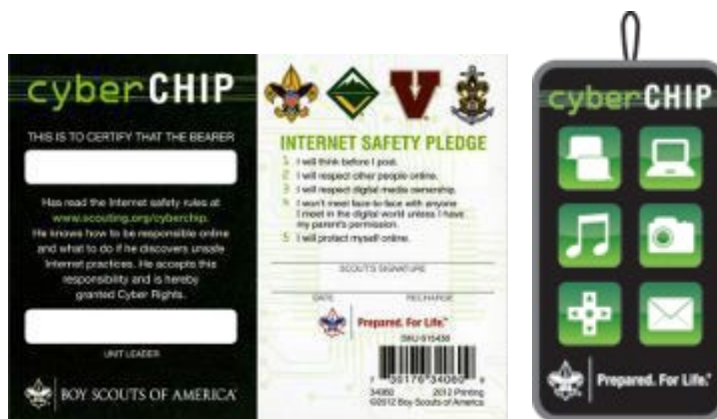 cyberCHIP
THIS IS TO CERTIFY THAT THE BEARER
Has read the Internet safety rules at
www.scouting.org/cyberchip.
He knows how to be responsible online
and what to do if he discovers unsafe
Internet practices. He accepts this
responsibility and is hereby
granted Cyber Rights.
UNIT LEADER
BOY SCOUTS OF AMERICA
V
INTERNET SAFETY PLEDGE
1 I will think before I post.
2 I will respect other people online.
3 I will respect digital media ownership.
4 I won't meet face-to-face with anyone
I meet in the digital world unless I have
my parent's permission.
5 I will protect myself online.
SCOUT'S SIGNATURE
DATE RECHARGE
Prepared. For Life.™
SKU 615438
34060 2012 Printing
©2012 Boy Scouts of America
cyberCHIP
Prepared. For Life.™